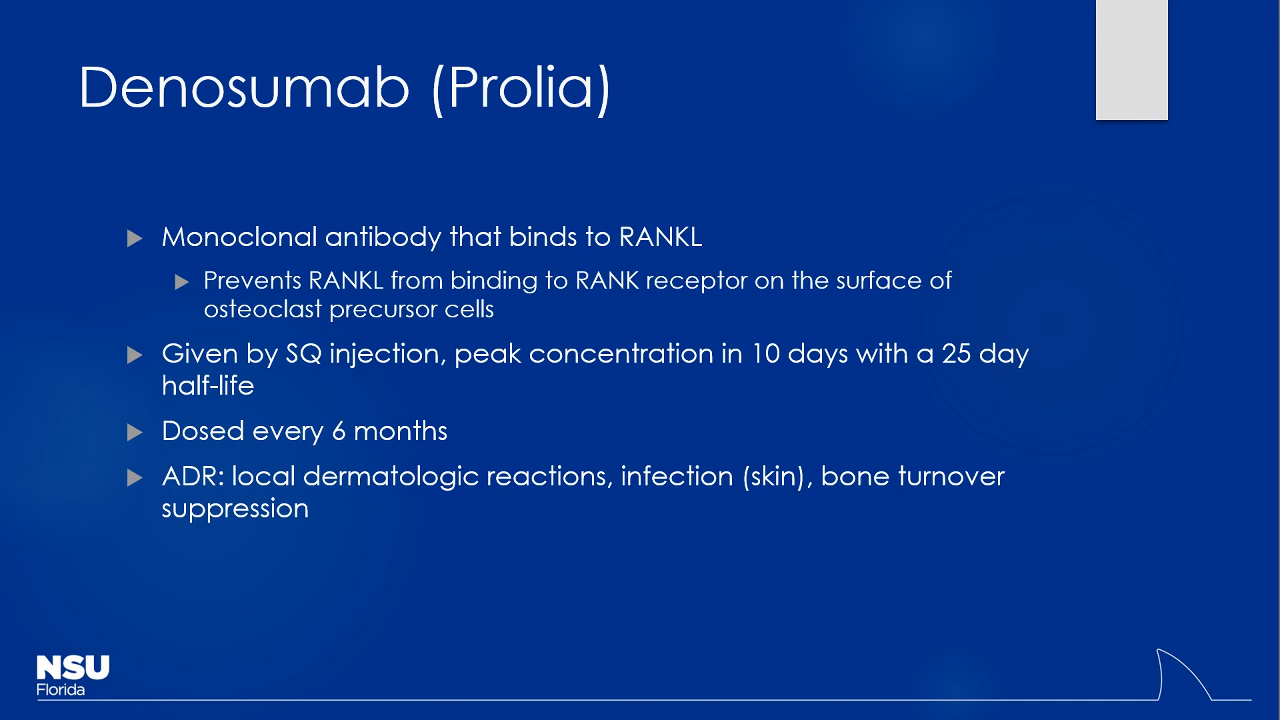 Denosumab (Prolia)
Monoclonal antibody that binds to RANKL
Prevents RANKL from binding to RANK receptor on the surface of
osteoclast precursor cells
Given by SQ injection, peak concentration in 10 days with a 25 day
half-life
Dosed every 6 months
ADR: local dermatologic reactions, infection (skin), bone turnover
suppression
NSU
Florida